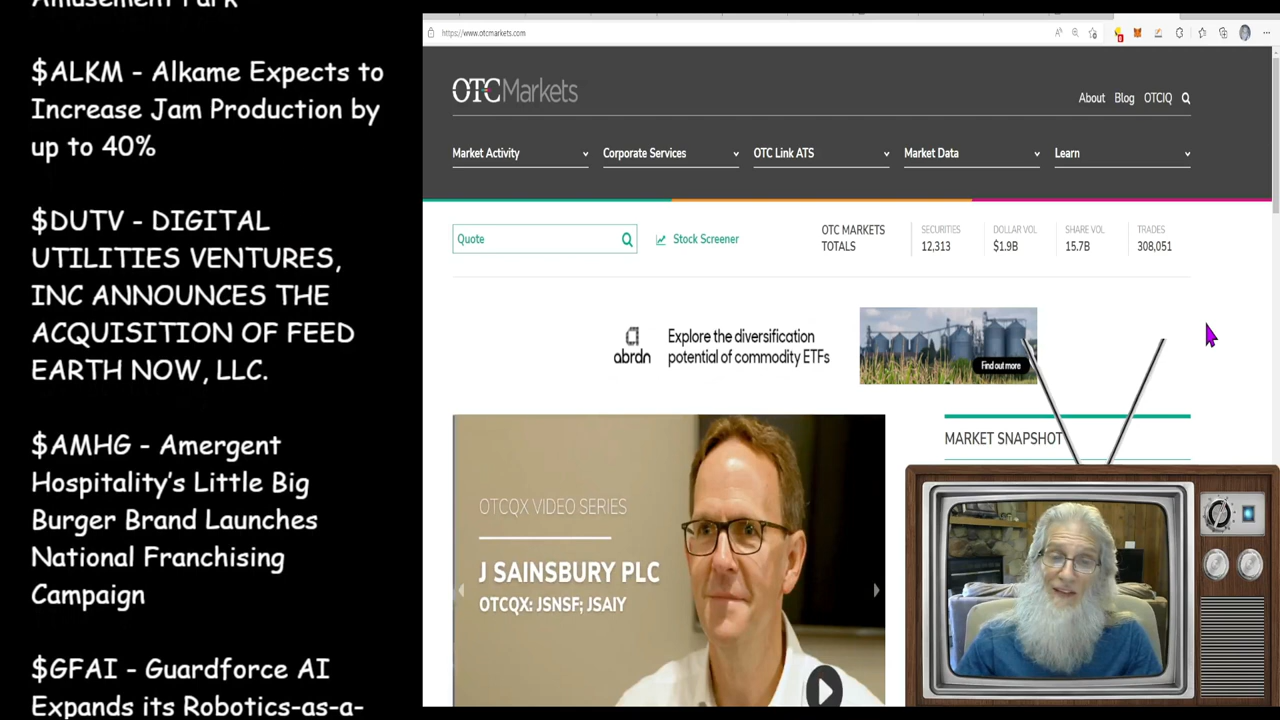 Amusement Park
$ALKM - Alkame Expects to
Increase Jam Production by
up to 40%
$DUTV - DIGITAL
UTILITIES VENTURES,
INC ANNOUNCES THE
ACQUISITION OF FEED
EARTH NOW, LLC.
$AMHG - Amergent
Hospitality's Little Big
Burger Brand Launches
National Franchising
Campaign
$GFAI - Guardforce AI
Expands its Robotics-as-a-
https://www.otcmarkets.com
OTCMarkets
About Blog OTCIQ
Market Activity Corporate Services OTC Link ATS Market Data Learn
Quote
Stock Screener
OTC MARKETS
TOTALS
SECURITIES
12,313
DOLLAR VOL
$1.9B
SHARE VOL
15.7B
TRADES
308,051
abrdn
Explore the diversification
potential of commodity ETFs
Find out more
OTCQX VIDEO SERIES
J SAINSBURY PLC
OTCQX: JSNSF; JSAIY
MARKET SNAPSHOT